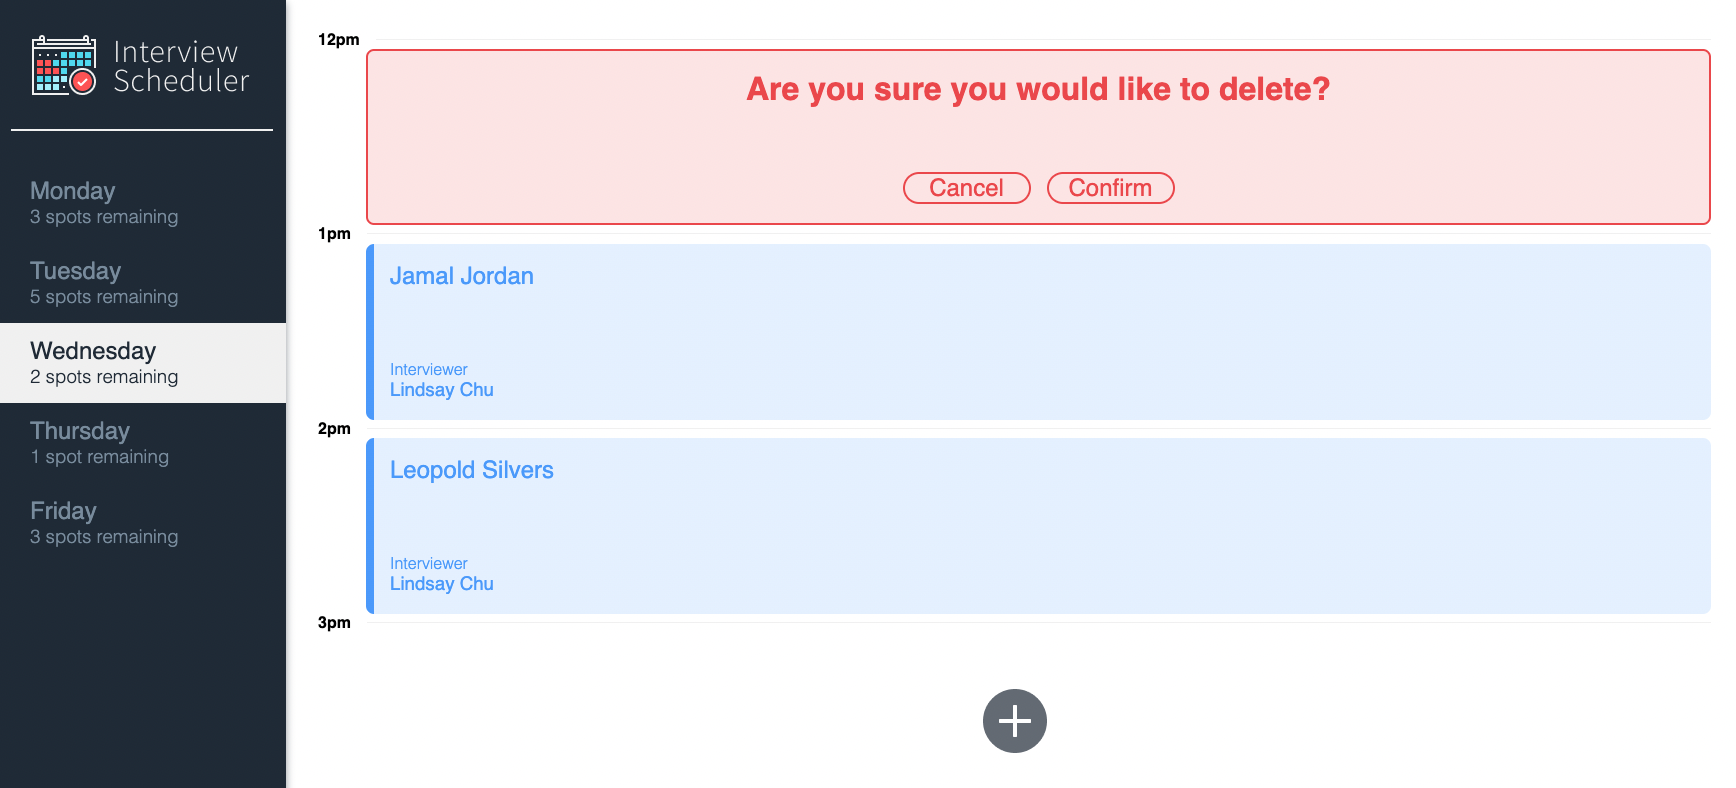 Interview
Scheduler
Monday
3 spots remaining
Tuesday
5 spots remaining
Wednesday
2 spots remaining
Thursday
1 spot remaining
Friday
3 spots remaining
12pm
Are you sure you would like to delete?
Cancel Confirm
1pm
Jamal Jordan
Interviewer
Lindsay Chu
2pm
Leopold Silvers
Interviewer
Lindsay Chu
3pm